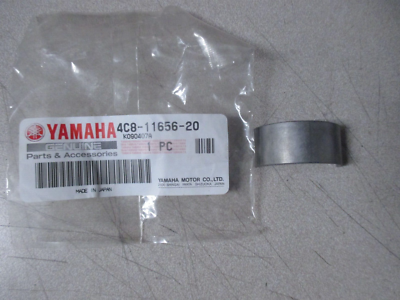 YAMAHA 4C8-11656-20
GENUINE
Parts & Accessories
1 PC
MADE IN JAPAN
YAMAHA MOTOR CO.,LTD.